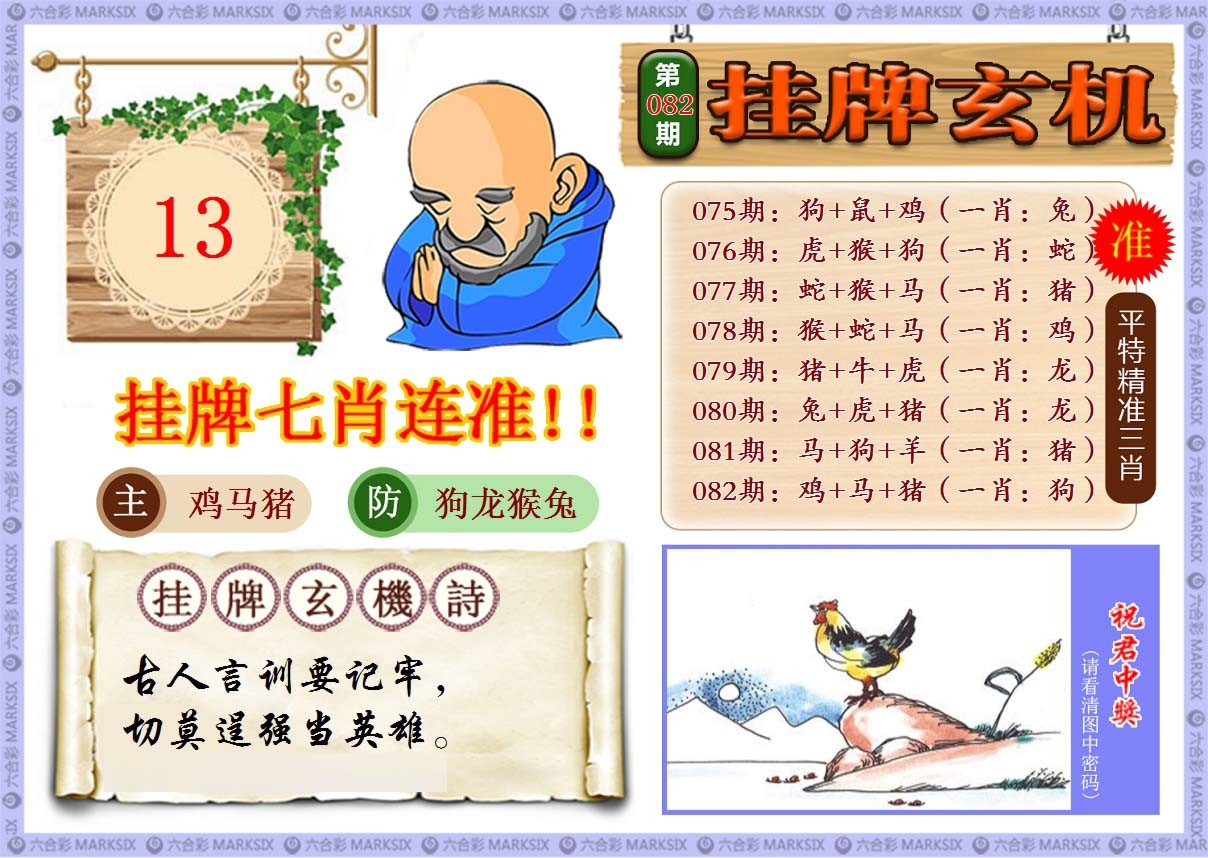 六合彩 MARKSIX
13
第
082
期
挂牌玄机
挂牌七肖连准!!
主 鸡马猪
防 狗龙猴兔
挂牌玄機詩
古人言训要记牢，
切莫逞强当英雄。
075期：狗+鼠+鸡（一肖：兔）
076期：虎+猴+狗（一肖：蛇）
077期：蛇+猴+马（一肖：猪）
078期：猴+蛇+马（一肖：鸡）
079期：猪+牛+虎（一肖：龙）
080期：兔+虎+猪（一肖：龙）
081期：马+狗+羊（一肖：猪）
082期：鸡+马+猪（一肖：狗）
准
平特精准三肖
祝君中奖
（请看清图中密码）